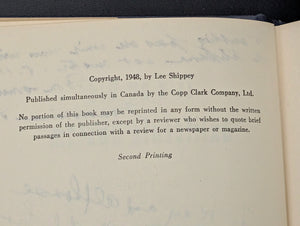 Copyright, 1948, by Lee Shippey
Published simultaneously in Canada by the Copp Clark Company, Ltd.
No portion of this book may be reprinted in any form without the written
permission of the publisher, except by a reviewer who wishes to quote brief
passages in connection with a review for a newspaper or magazine.
Second Printing